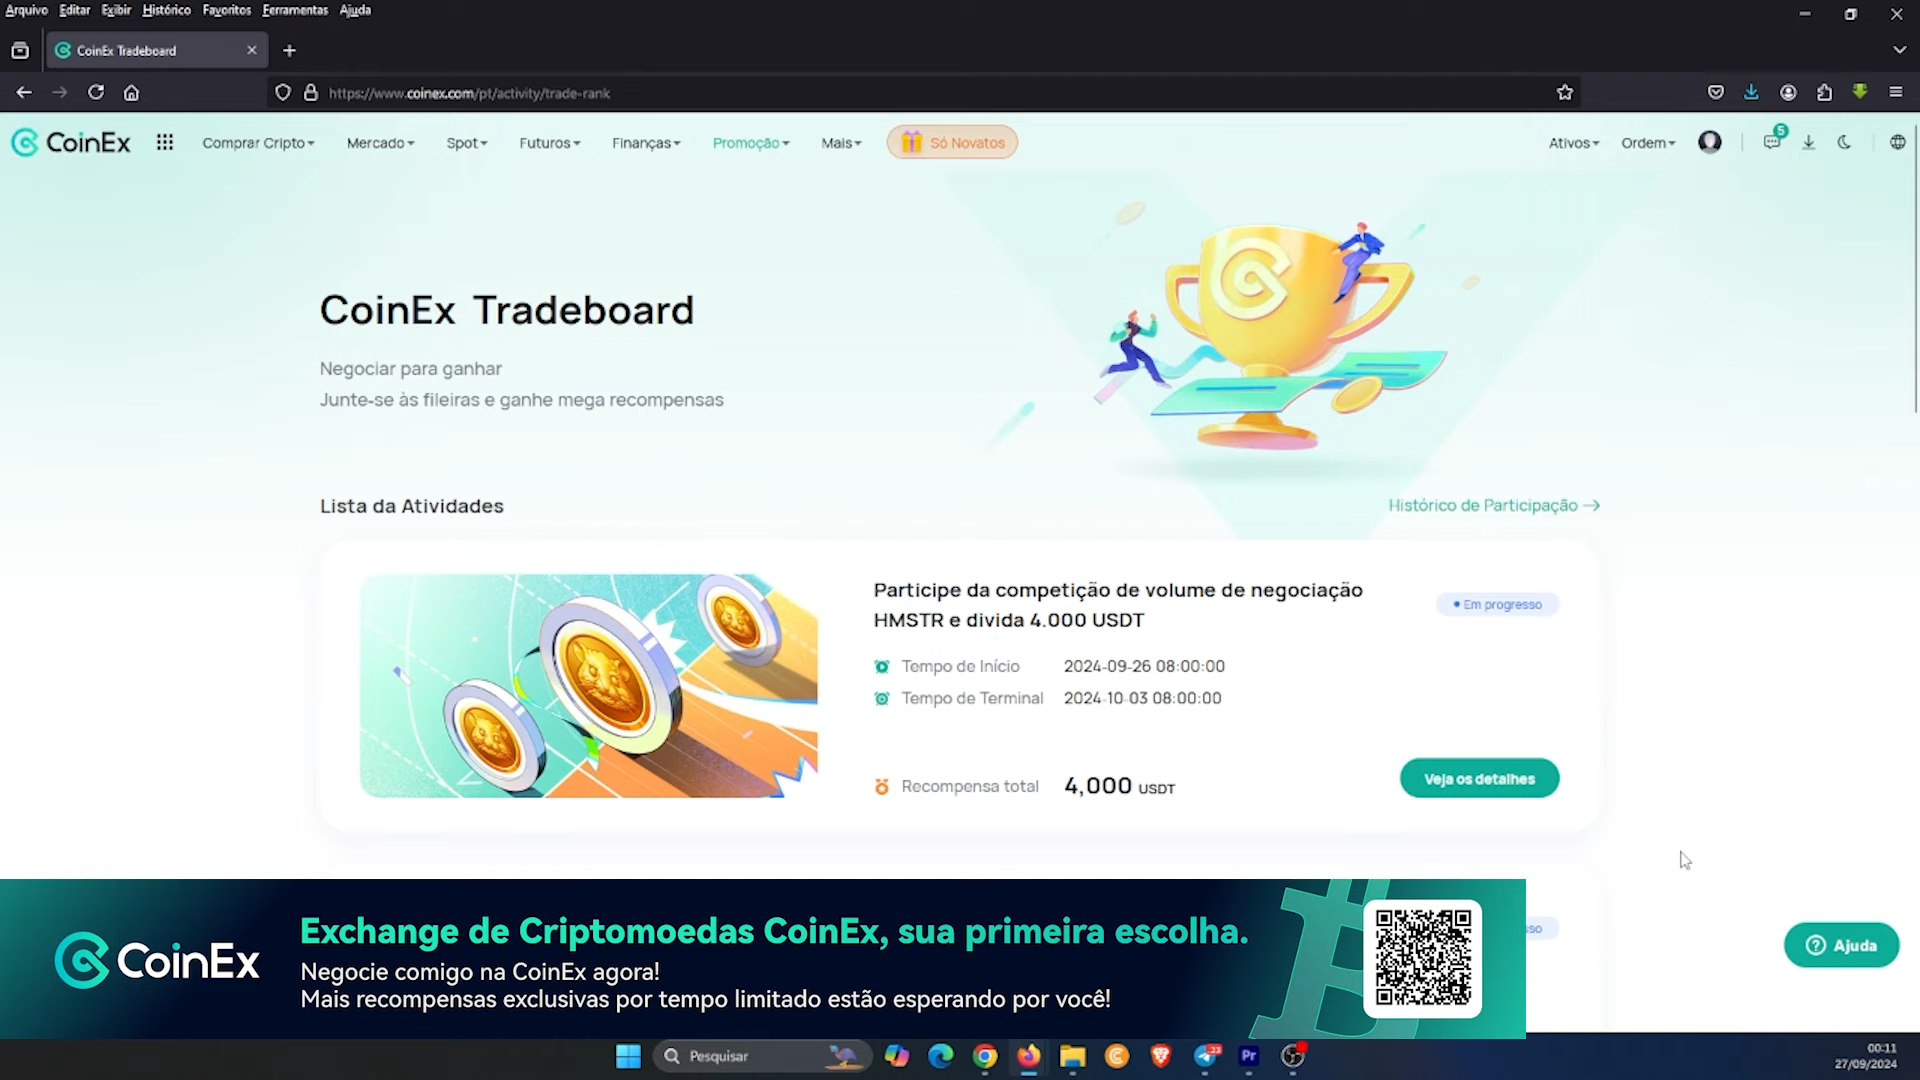 Arquivo Editar Exibir Histórico Favoritos Ferramentas Ajuda
CoinEx Tradeboard
https://www.coinex.com/pt/activity/trade-rank
CoinEx Comprar Cripto Mercado Spot Futuros Finanças Promoção Mais Só Novatos Ativos Ordem 5
CoinEx Tradeboard
Negociar para ganhar
Junte-se às fileiras e ganhe mega recompensas
Lista da Atividades
Histórico de Participação
Participe da competição de volume de negociação
HMSTR e divida 4.000 USDT
Em progresso
Tempo de Início 2024-09-26 08:00:00
Tempo de Terminal 2024-10-03 08:00:00
Recompensa total 4,000 USDT
Veja os detalhes
CoinEx
Exchange de Criptomoedas CoinEx, sua primeira escolha.
Negocie comigo na CoinEx agora!
Mais recompensas exclusivas por tempo limitado estão esperando por você!
so
Ajuda
Pesquisar
23
Pr
00:11
27/09/2024